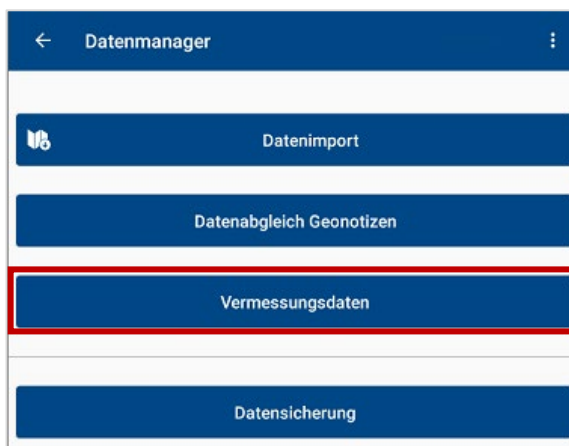 Datenmanager
Datenimport
Datenabgleich Geonotizen
Vermessungsdaten
Datensicherung